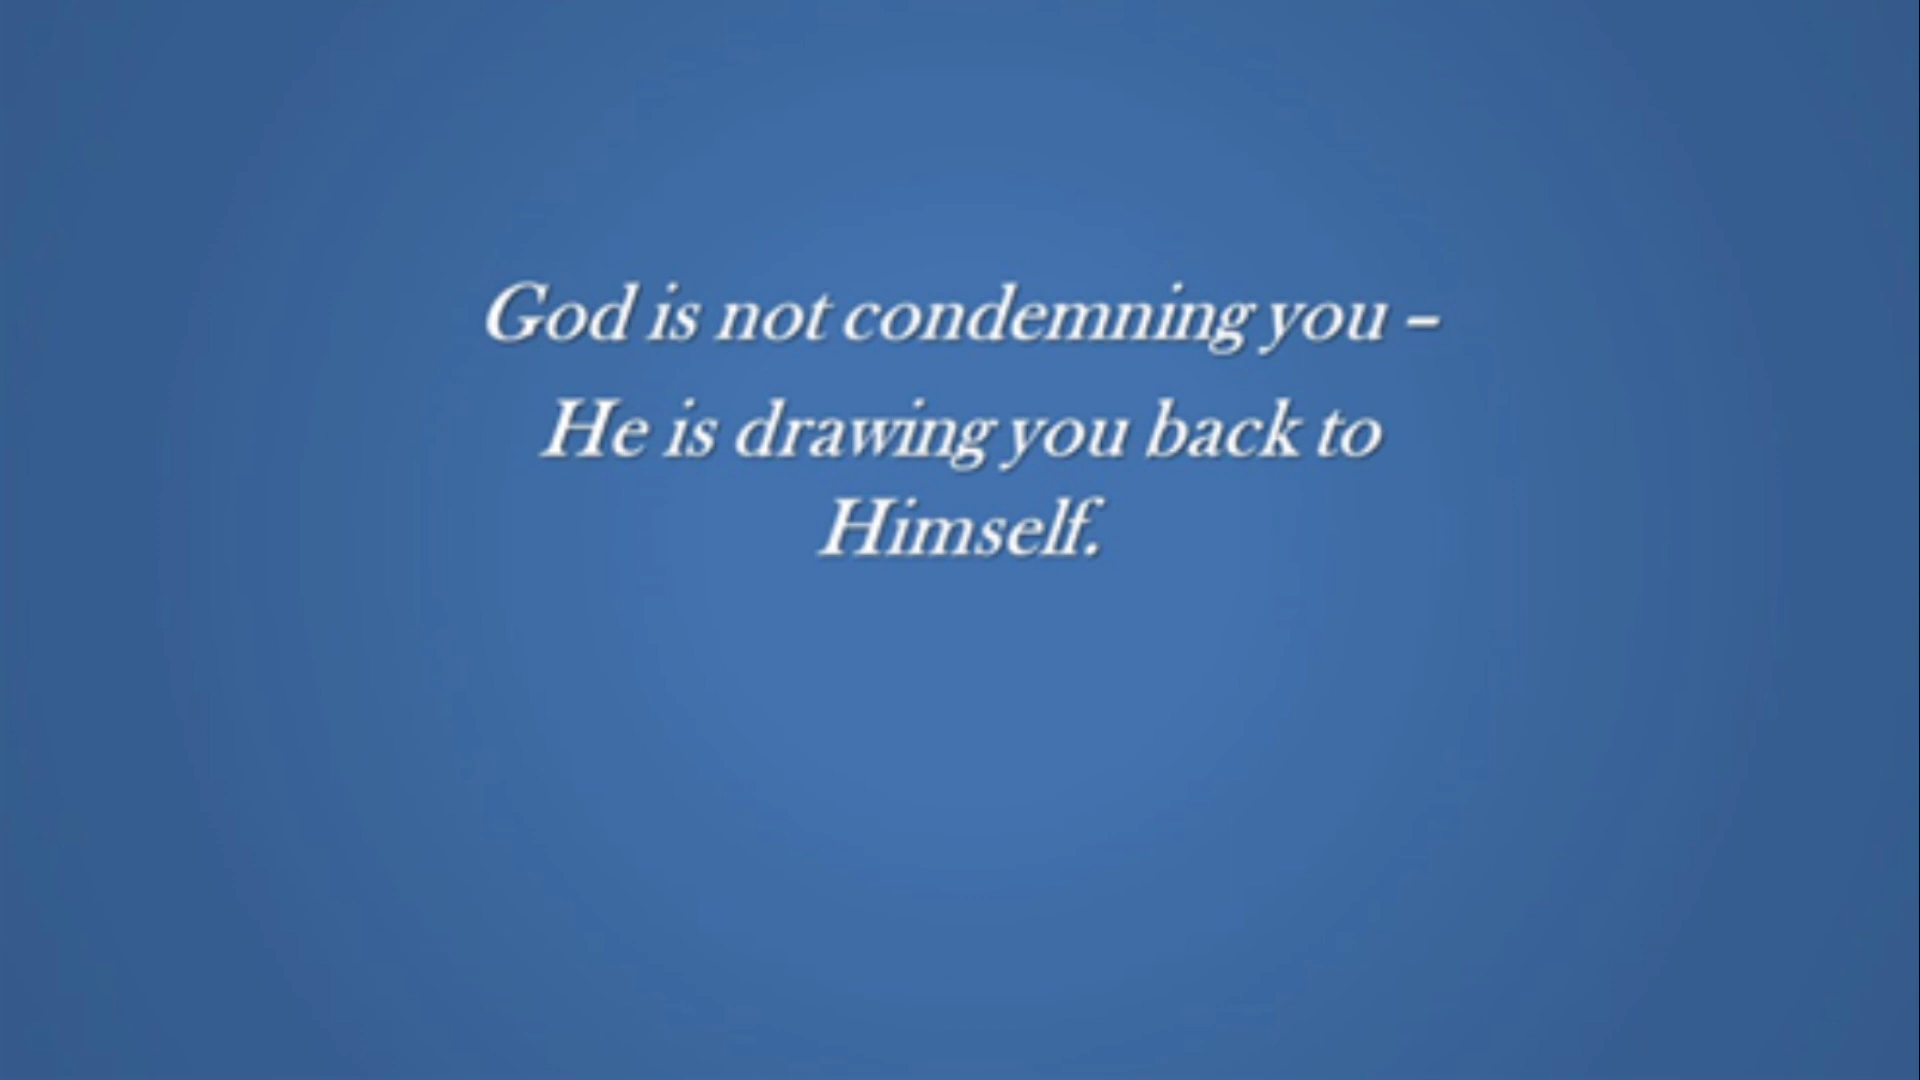 God is not condemning you –
He is drawing you back to
Himself.